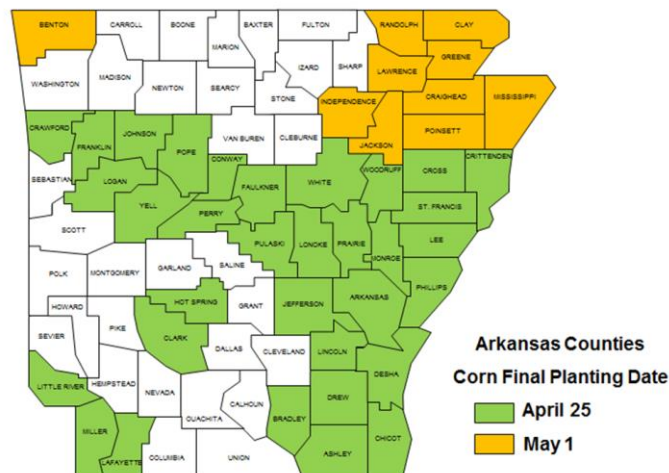 BENTON
CARROLL
BOONE
BAXTER
FULTON
RANDOLPH
CLAY
MARION
GREENE
WASHINGTON
MADISON
NEWTON
SEARCY
IZARD
SHARP
LAWRENCE
STONE
INDEPENDENCE
CRAIGHEAD
MISSISSIPPI
CRAWFORD
FRANKLIN
JOHNSON
POPE
VAN BUREN
CLEBURNE
JACKSON
POINSETT
CONWAY
SEBASTIAN
LOGAN
FAULKNER
WHITE
WOODRUFF
CROSS
CRITTENDEN
YELL
PERRY
ST. FRANCIS
SCOTT
PULASKI
LONOKE
PRAIRIE
LEE
MONROE
POLK
MONTGOMERY
GARLAND
SALINE
PHILLIPS
HOWARD
HOT SPRING
GRANT
JEFFERSON
ARKANSAS
SEVIER
PIKE
CLARK
DALLAS
CLEVELAND
LINCOLN
DESHA
LITTLE RIVER
HEMPSTEAD
NEVADA
OUACHITA
CALHOUN
BRADLEY
DREW
MILLER
LAFAYETTE
COLUMBIA
UNION
ASHLEY
CHICOT
Arkansas Counties
Corn Final Planting Date
April 25
May 1